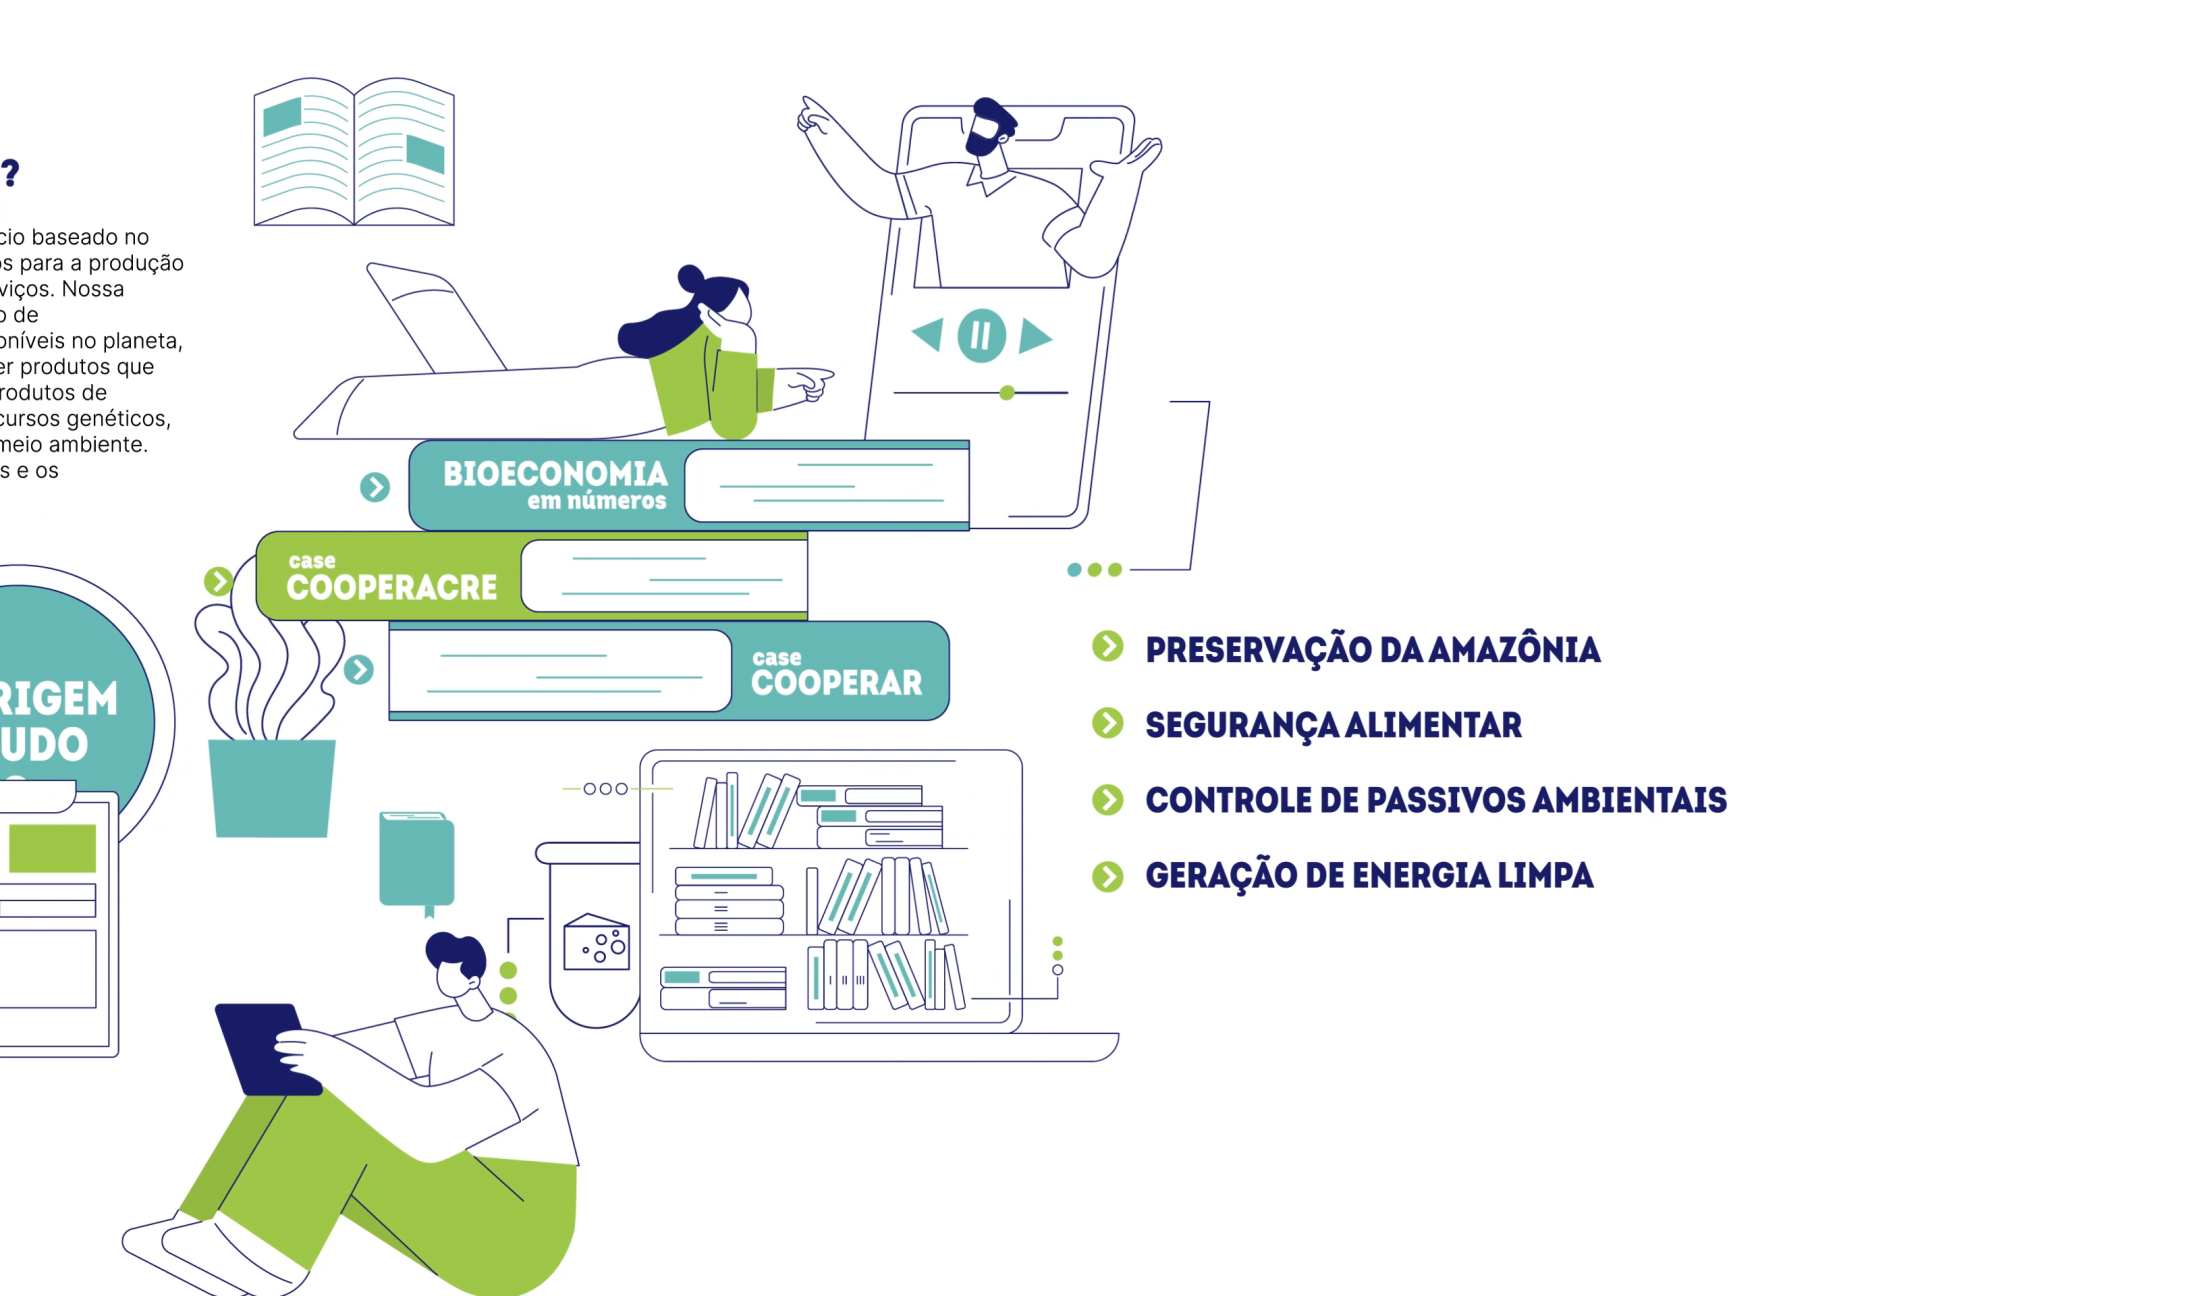 ?
cio baseado no
os para a produção
viços. Nossa
o de
oníveis no planeta,
er produtos que
rodutos de
cursos genéticos,
meio ambiente.
s e os
BIOECONOMIA
em números
case
COOPERACRE
case
COOPERAR
RIGEM
UDO
PRESERVAÇÃO DA AMAZÔNIA
SEGURANÇA ALIMENTAR
CONTROLE DE PASSIVOS AMBIENTAIS
GERAÇÃO DE ENERGIA LIMPA